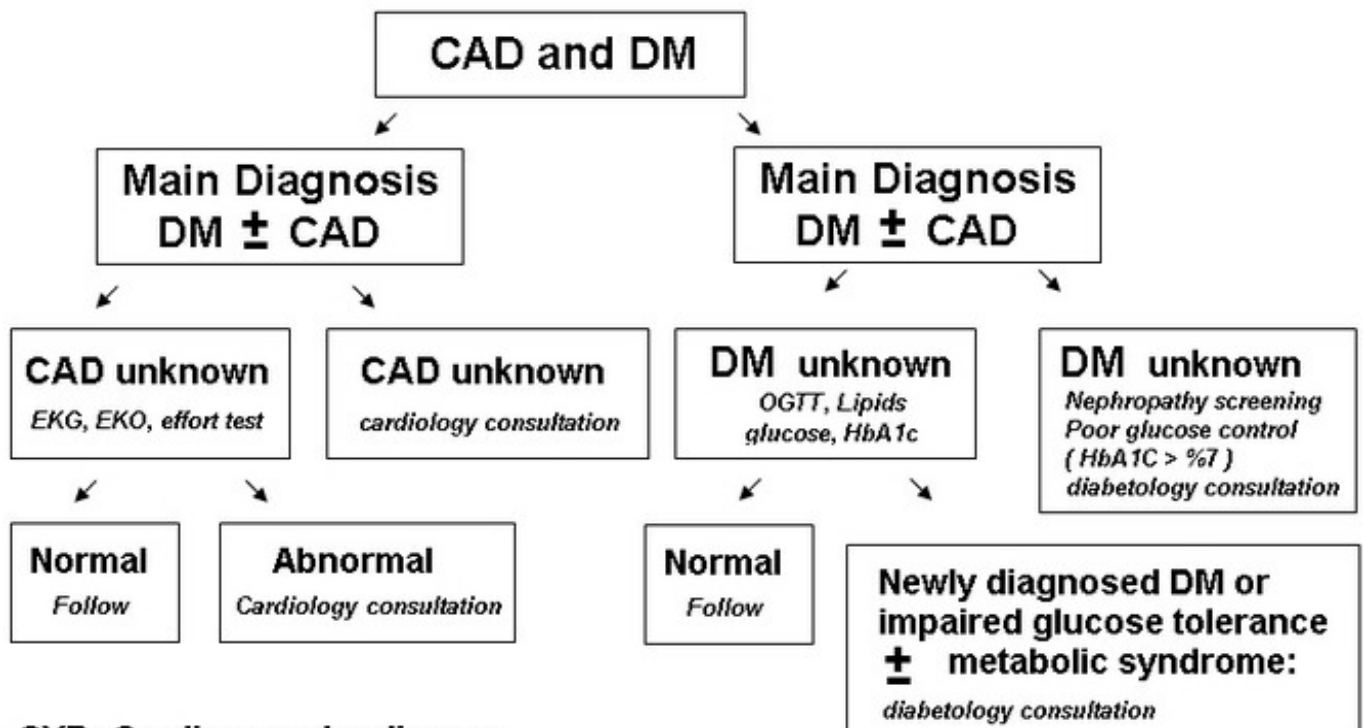 CAD and DM
Main Diagnosis
DM ± CAD
Main Diagnosis
DM ± CAD
CAD unknown
EKG, EKO, effort test
CAD unknown
cardiology consultation
DM unknown
OGTT, Lipids
glucose, HbA1c
DM unknown
Nephropathy screening
Poor glucose control
( HbA1C > %7 )
diabetology consultation
Normal
Follow
Abnormal
Cardiology consultation
Normal
Follow
Newly diagnosed DM or
impaired glucose tolerance
± metabolic syndrome:
diabetology consultation